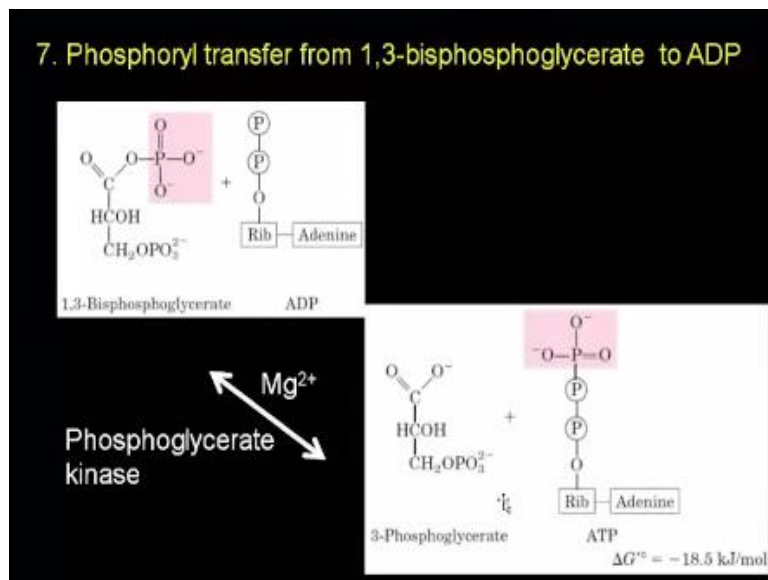 7. Phosphoryl transfer from 1,3-bisphosphoglycerate to ADP
O
O O—P—O⁻
C O⁻
HCOH
CH₂OPO₃²⁻
1,3-Bisphosphoglycerate
+
P
P
O
Rib Adenine
ADP
Mg²⁺
Phosphoglycerate
kinase
O O⁻
C
HCOH
CH₂OPO₃²⁻
3-Phosphoglycerate
+
O⁻
⁻O—P=O
P
P
O
Rib Adenine
ATP
ΔG′° = −18.5 kJ/mol